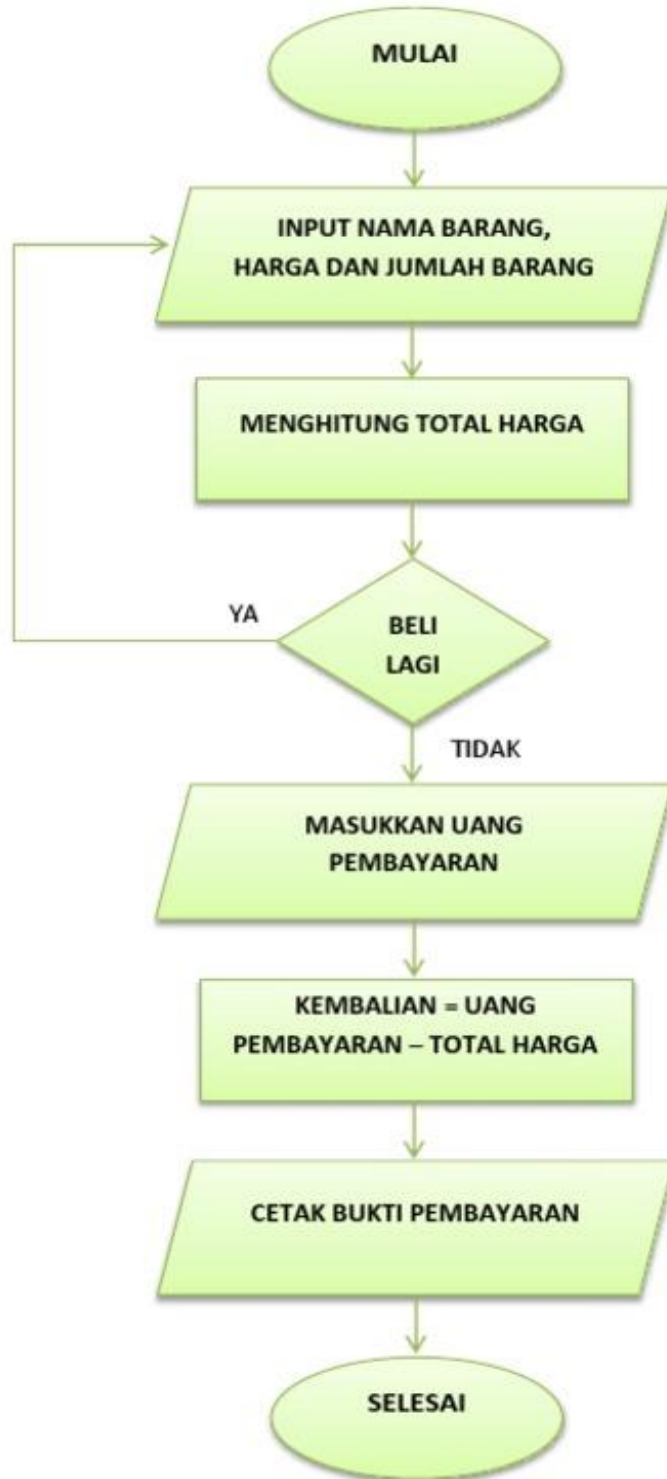 MULAI
INPUT NAMA BARANG,
HARGA DAN JUMLAH BARANG
MENGHITUNG TOTAL HARGA
YA
BELI
LAGI
TIDAK
MASUKKAN UANG
PEMBAYARAN
KEMBALIAN = UANG
PEMBAYARAN – TOTAL HARGA
CETAK BUKTI PEMBAYARAN
SELESAI